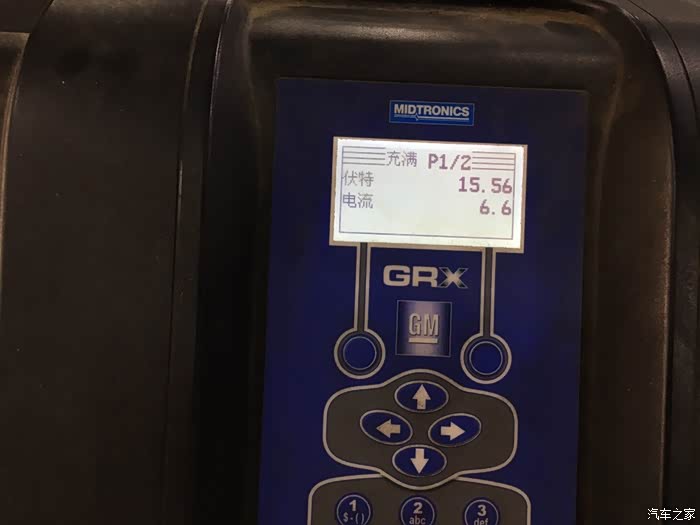 MIDTRONICS
充满 P1/2
伏特 15.56
电流 6.6
GRX
GM
1 2 3
$-( ) abc def
汽车之家